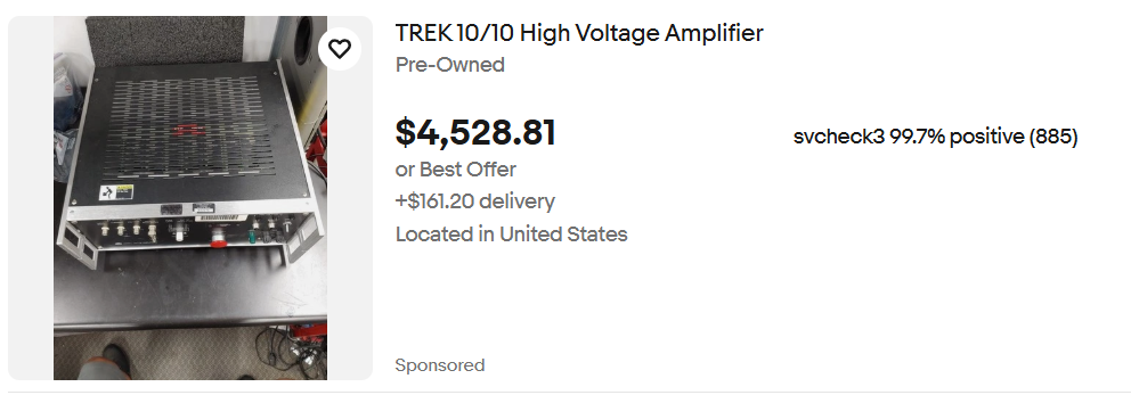 TREK 10/10 High Voltage Amplifier
Pre-Owned
$4,528.81
or Best Offer
+$161.20 delivery
Located in United States
svcheck3 99.7% positive (885)
Sponsored